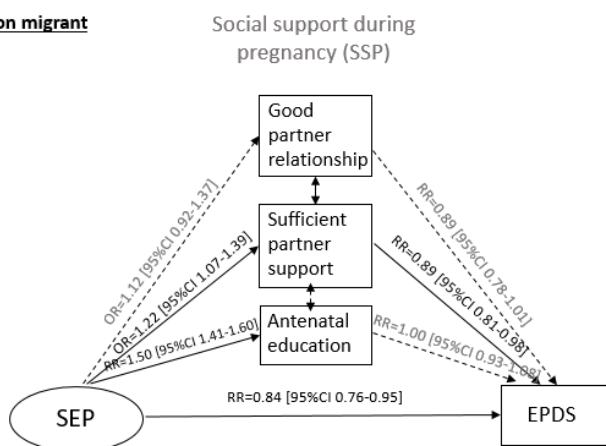 on migrant
Social support during
pregnancy (SSP)
Good
partner
relationship
Sufficient
partner
support
Antenatal
education
OR=1.12 [95%CI 0.92-1.37]
OR=1.22 [95%CI 1.07-1.39]
RR=1.50 [95%CI 1.41-1.60]
RR=0.89 [95%CI 0.78-1.01]
RR=0.89 [95%CI 0.81-0.98]
RR=1.00 [95%CI 0.93-1.08]
RR=0.84 [95%CI 0.76-0.95]
SEP
EPDS